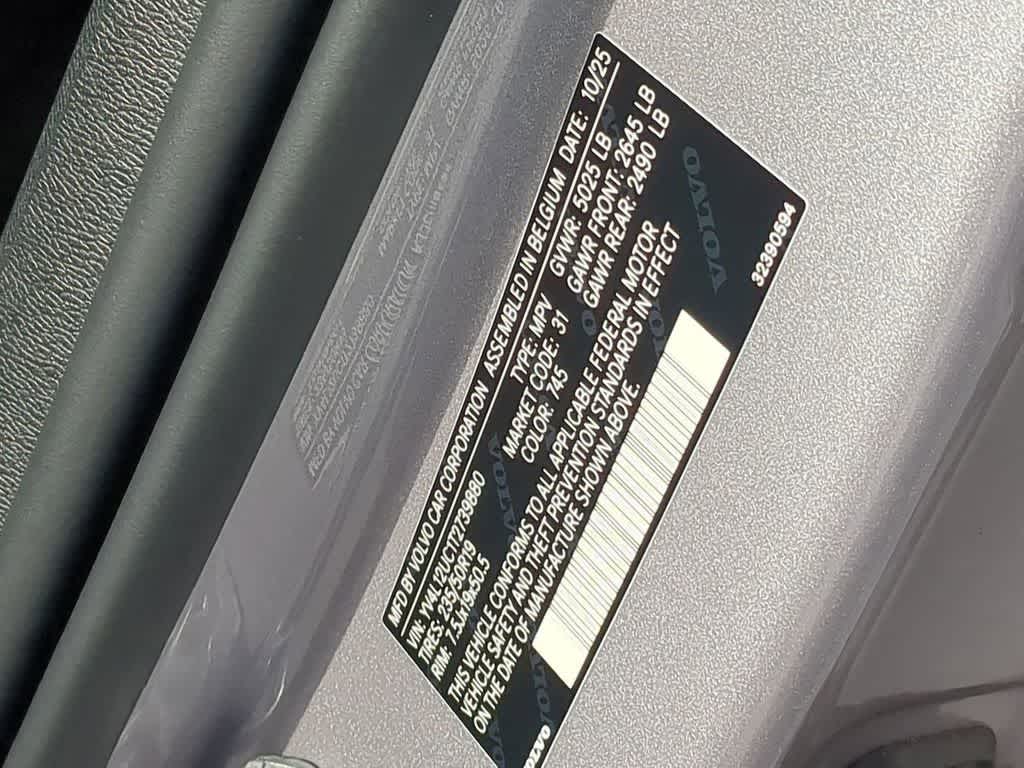 MFD BY VOLVO CAR CORPORATION ASSEMBLED IN BELGIUM DATE: 10/25
VIN: YV4L12UC1T2739880
TIRES: 235/50R19
RIM: 7.5Jx19x50.5
TYPE: MPV
MARKET CODE: 31
COLOR: 745
GVWR: 5025 LB
GAWR FRONT: 2645 LB
GAWR REAR: 2490 LB
THIS VEHICLE CONFORMS TO ALL APPLICABLE FEDERAL MOTOR
VEHICLE SAFETY AND THEFT PREVENTION STANDARDS IN EFFECT
ON THE DATE OF MANUFACTURE SHOWN ABOVE.
VOLVO
VOLVO
32390594